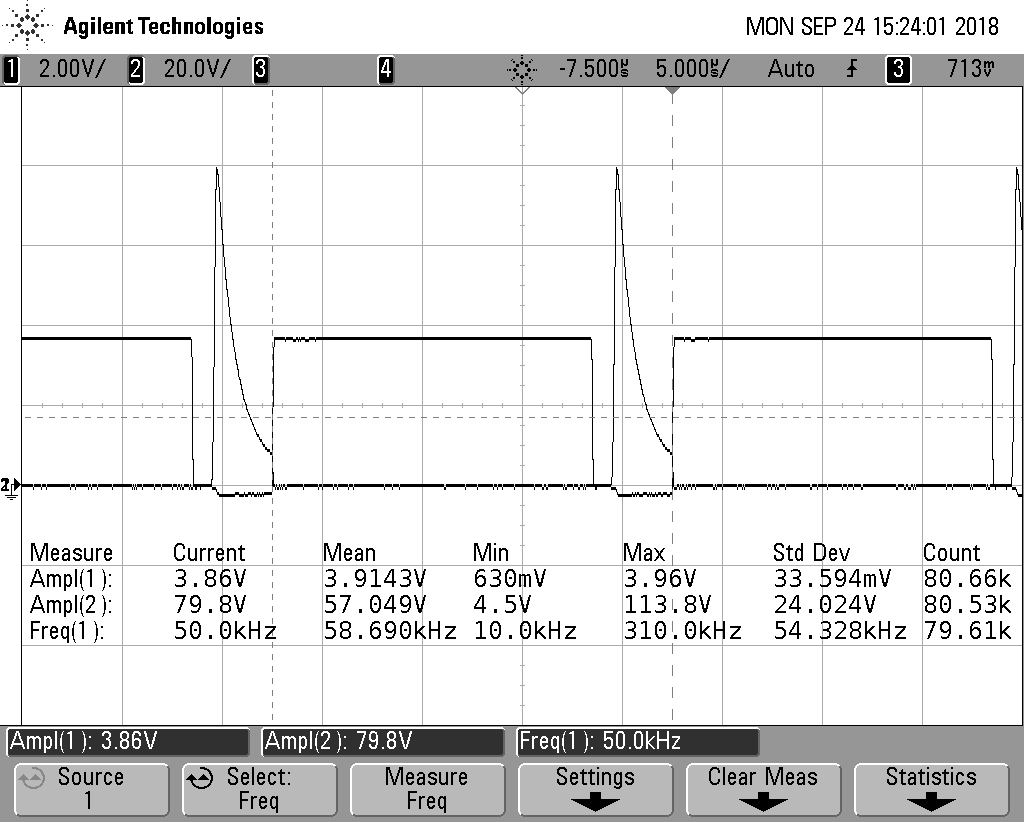 Agilent Technologies MON SEP 24 15:24:01 2018
1 2.00V/ 2 20.0V/ 3 4 -7.500µs 5.000µs/ Auto 3 713mV
Measure Current Mean Min Max Std Dev Count
Ampl(1): 3.86V 3.9143V 630mV 3.96V 33.594mV 80.66k
Ampl(2): 79.8V 57.049V 4.5V 113.8V 24.024V 80.53k
Freq(1): 50.0kHz 58.690kHz 10.0kHz 310.0kHz 54.328kHz 79.61k
Ampl(1): 3.86V Ampl(2): 79.8V Freq(1): 50.0kHz
Source Select: Measure Settings Clear Meas Statistics
1 Freq Freq